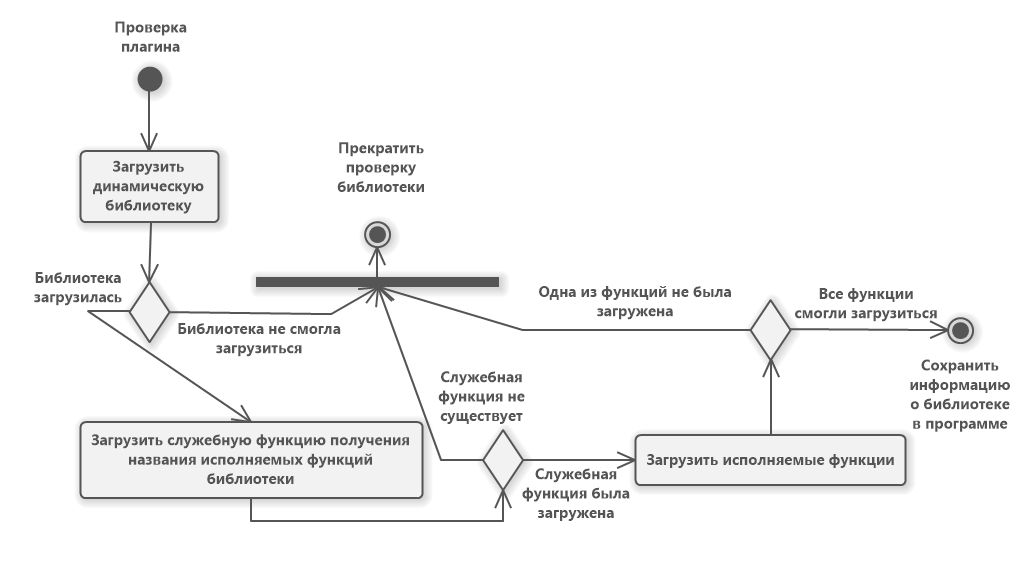 Проверка
плагина
Загрузить
динамическую
библиотеку
Прекратить
проверку
библиотеки
Библиотека
загрузилась
Библиотека не смогла
загрузиться
Одна из функций не была
загружена
Все функции
смогли загрузиться
Сохранить
информацию
о библиотеке
в программе
Служебная
функция не
существует
Загрузить служебную функцию получения
названия исполняемых функций
библиотеки
Служебная
функция была
загружена
Загрузить исполняемые функции